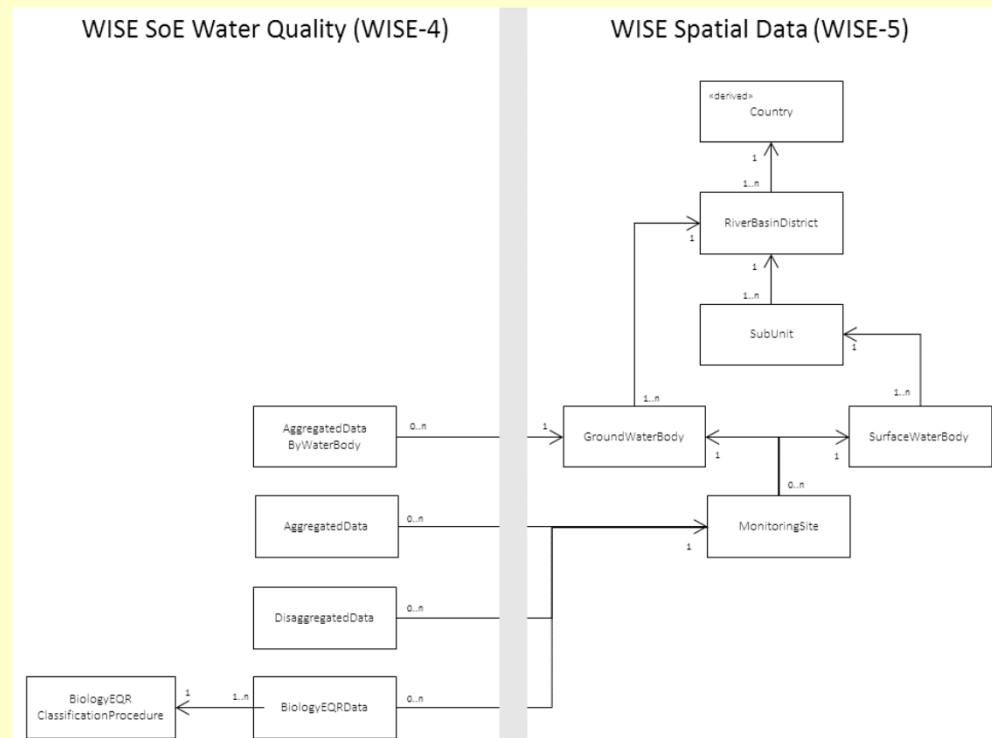 WISE SoE Water Quality (WISE-4)
WISE Spatial Data (WISE-5)
«derived»
Country
1
1..n
RiverBasinDistrict
1
1
1..n
SubUnit
1
1..n
1..n
AggregatedData
ByWaterBody
0..n
1
GroundWaterBody
1
1
SurfaceWaterBody
0..n
AggregatedData
0..n
1
MonitoringSite
DisaggregatedData
0..n
BiologyEQR
ClassificationProcedure
1
1..n
BiologyEQRData
0..n